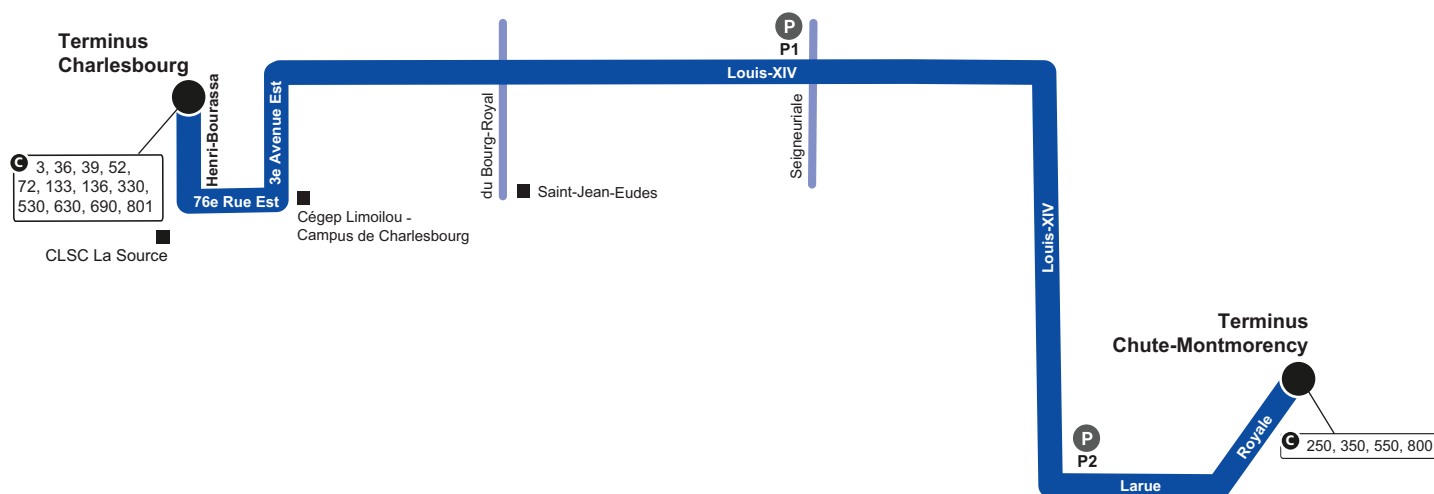 Terminus
Charlesbourg
Henri-Bourassa
C 3, 36, 39, 52,
72, 133, 136, 330,
530, 630, 690, 801
76e Rue Est
3e Avenue Est
CLSC La Source
Cégep Limoilou -
Campus de Charlesbourg
du Bourg-Royal
Saint-Jean-Eudes
P
P1
Louis-XIV
Seigneuriale
Louis-XIV
Terminus
Chute-Montmorency
P
P2
Larue
Royale
C 250, 350, 550, 800